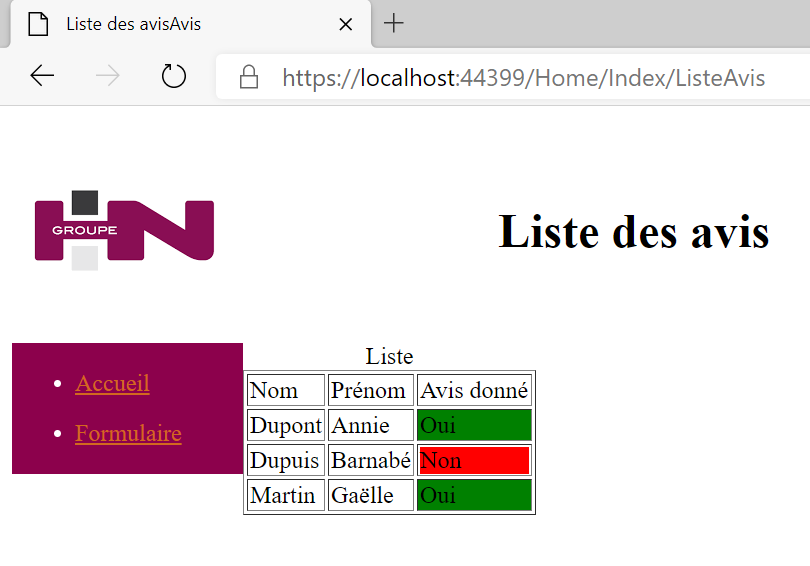 Liste des avisAvis
https://localhost:44399/Home/Index/ListeAvis
GROUPE
HN
Liste des avis
Accueil
Formulaire
Liste
Nom Prénom Avis donné
Dupont Annie Oui
Dupuis Barnabé Non
Martin Gaëlle Oui